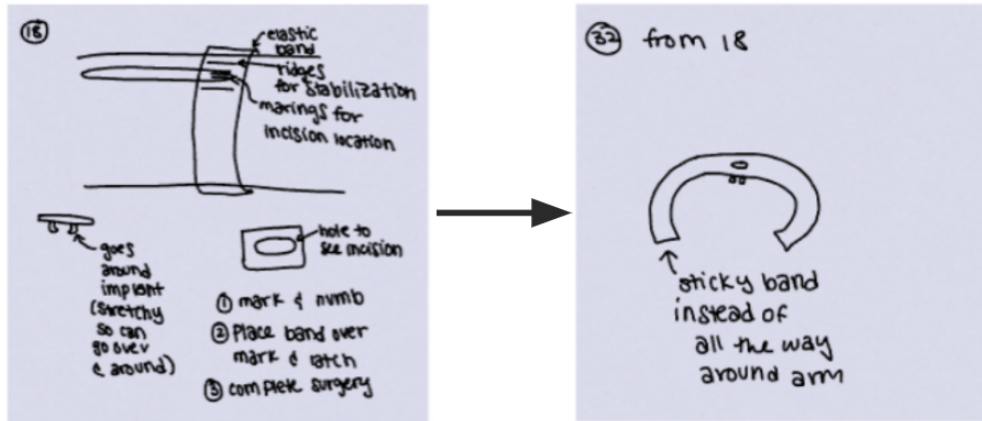 18
elastic
band
ridges
for stabilization
marings for
incision location
goes
around
implant
(stretchy
so can
go over
& around)
hole to
see incision
① mark & numb
② Place band over
mark & latch
③ complete surgery
32 from 18
sticky band
instead of
all the way
around arm